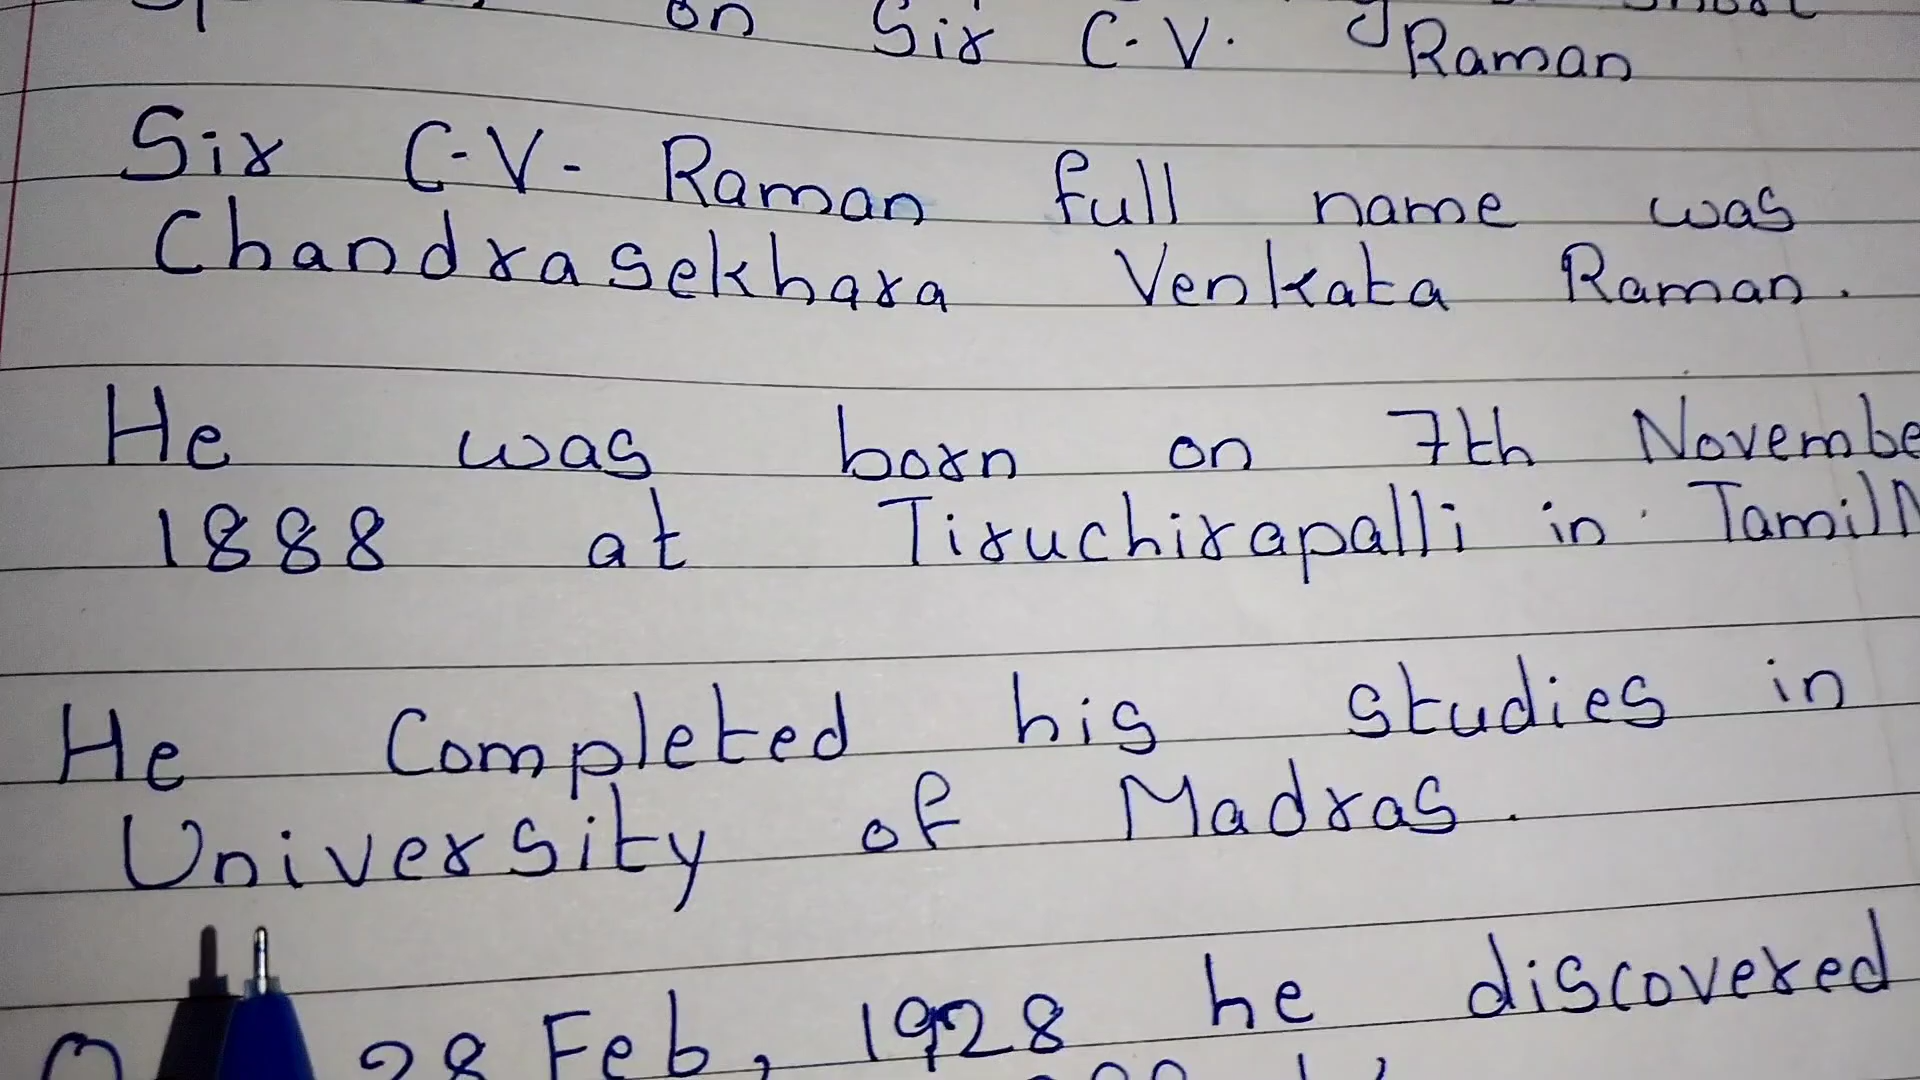 on Sir C.V. Raman
Sir C.V. Raman full name was
Chandrasekhara Venkata Raman.
He was born on 7th Novembe
1888 at Tiruchirapalli in TamilN
He Completed his studies in
University of Madras.
28 Feb, 1928 he discovered